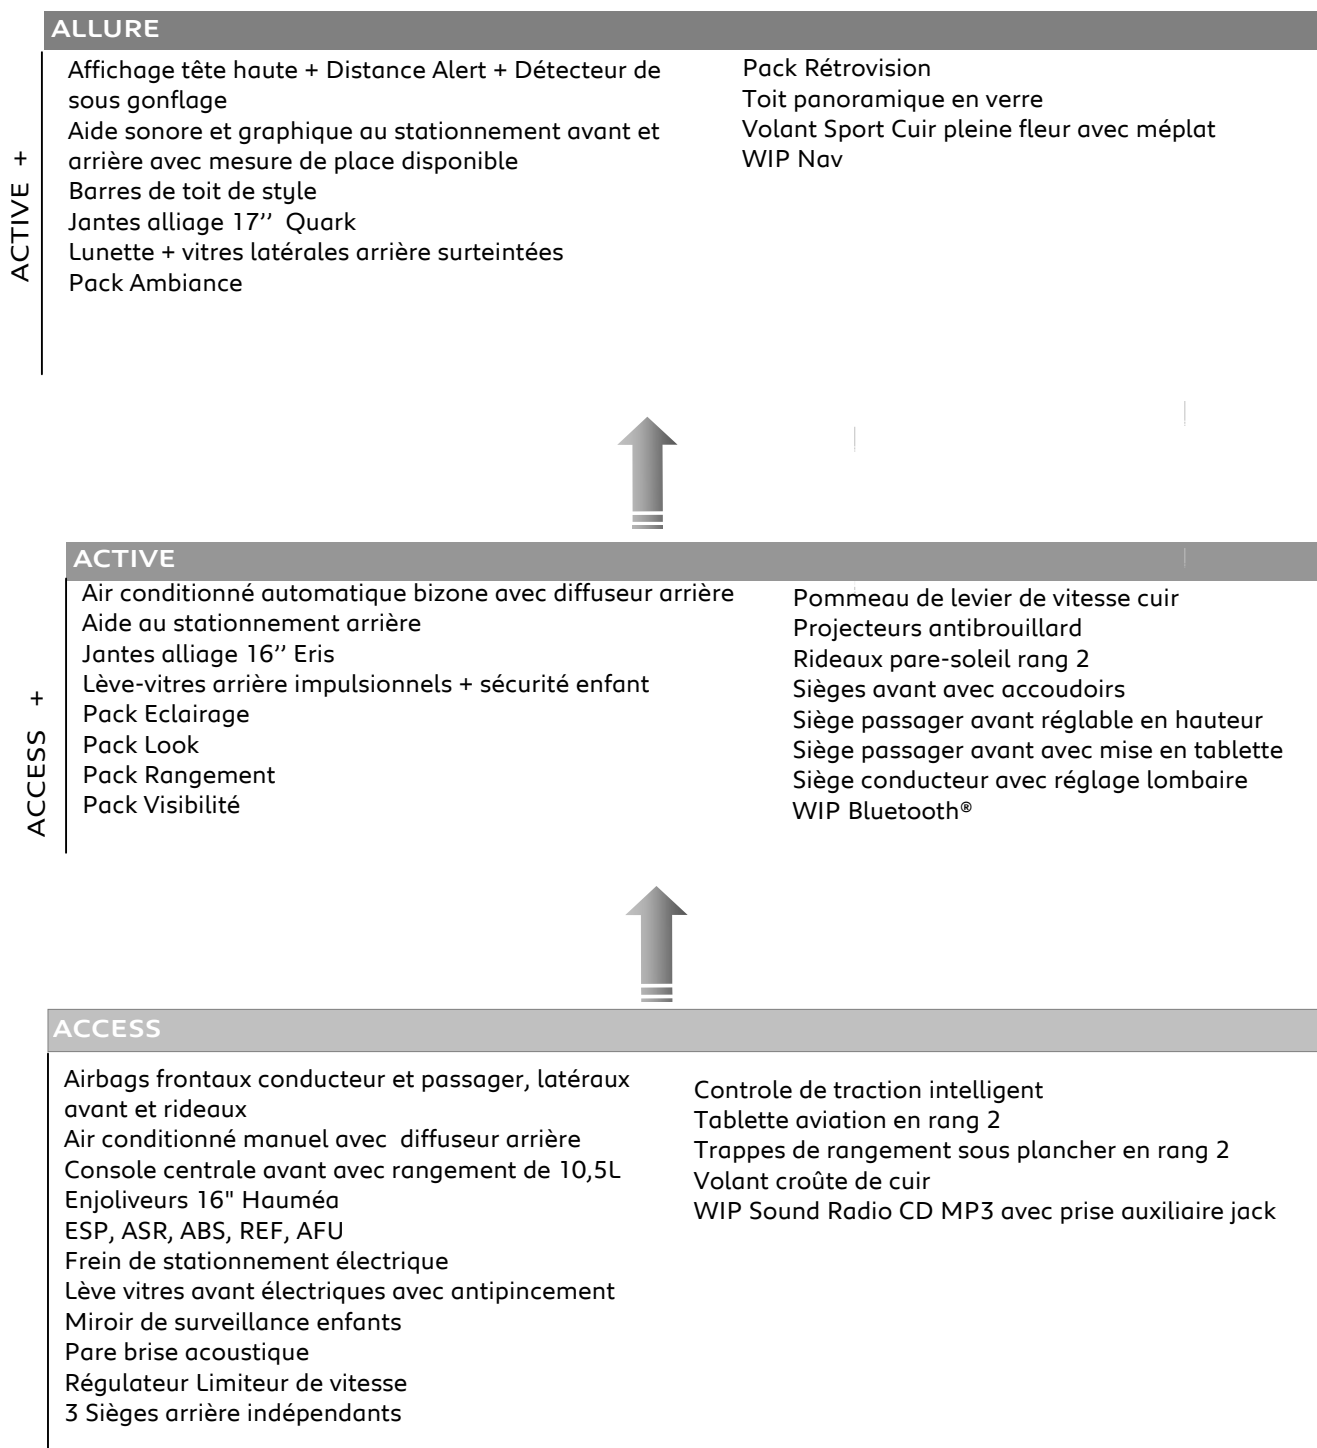 ALLURE
ACTIVE +
Affichage tête haute + Distance Alert + Détecteur de
sous gonflage
Aide sonore et graphique au stationnement avant et
arrière avec mesure de place disponible
Barres de toit de style
Jantes alliage 17’’ Quark
Lunette + vitres latérales arrière surteintées
Pack Ambiance
Pack Rétrovision
Toit panoramique en verre
Volant Sport Cuir pleine fleur avec méplat
WIP Nav
ACTIVE
ACCESS +
Air conditionné automatique bizone avec diffuseur arrière
Aide au stationnement arrière
Jantes alliage 16’’ Eris
Lève-vitres arrière impulsionnels + sécurité enfant
Pack Eclairage
Pack Look
Pack Rangement
Pack Visibilité
Pommeau de levier de vitesse cuir
Projecteurs antibrouillard
Rideaux pare-soleil rang 2
Sièges avant avec accoudoirs
Siège passager avant réglable en hauteur
Siège passager avant avec mise en tablette
Siège conducteur avec réglage lombaire
WIP Bluetooth®
ACCESS
Airbags frontaux conducteur et passager, latéraux
avant et rideaux
Air conditionné manuel avec diffuseur arrière
Console centrale avant avec rangement de 10,5L
Enjoliveurs 16" Hauméa
ESP, ASR, ABS, REF, AFU
Frein de stationnement électrique
Lève vitres avant électriques avec antipincement
Miroir de surveillance enfants
Pare brise acoustique
Régulateur Limiteur de vitesse
3 Sièges arrière indépendants
Controle de traction intelligent
Tablette aviation en rang 2
Trappes de rangement sous plancher en rang 2
Volant croûte de cuir
WIP Sound Radio CD MP3 avec prise auxiliaire jack